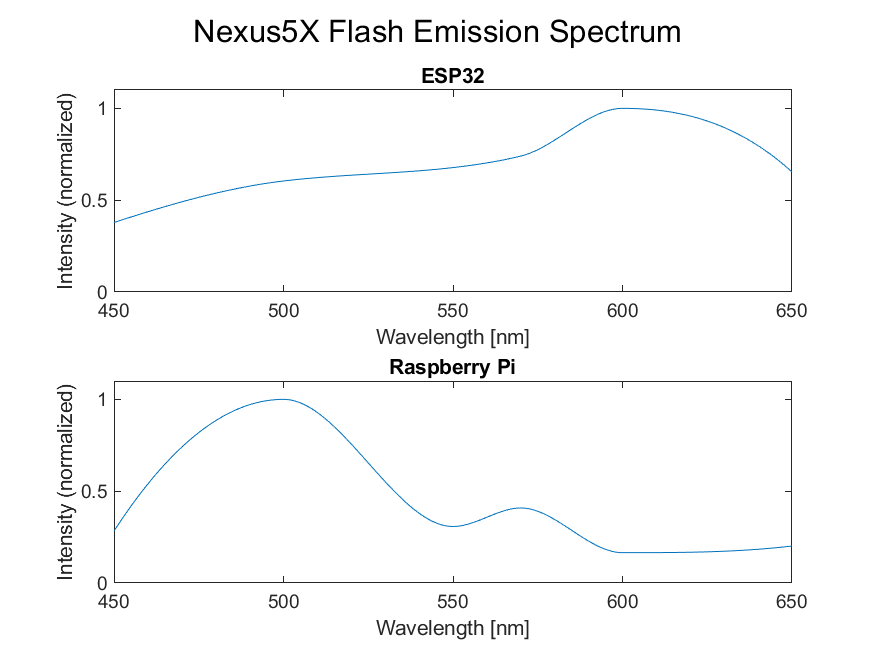 Nexus5X Flash Emission Spectrum
ESP32
Intensity (normalized)
1
0.5
0
450 500 550 600 650
Wavelength [nm]
Raspberry Pi
Intensity (normalized)
1
0.5
0
450 500 550 600 650
Wavelength [nm]